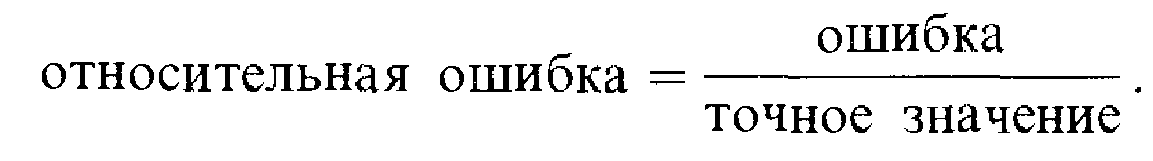 ошибка
относительная ошибка = ––––––––––.
точное значение